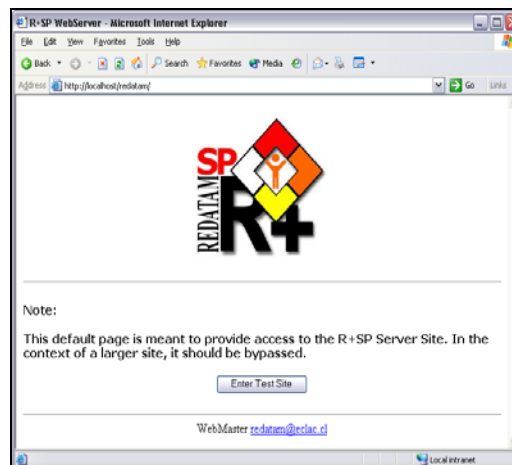 R+SP WebServer - Microsoft Internet Explorer
File Edit View Favorites Tools Help
Back Search Favorites Media
Address http://localhost/redatam/ Go Links
SP
REDATAM
R+
Note:
This default page is meant to provide access to the R+SP Server Site. In the
context of a larger site, it should be bypassed.
Enter Test Site
WebMaster redatam@eclac.cl
Local intranet